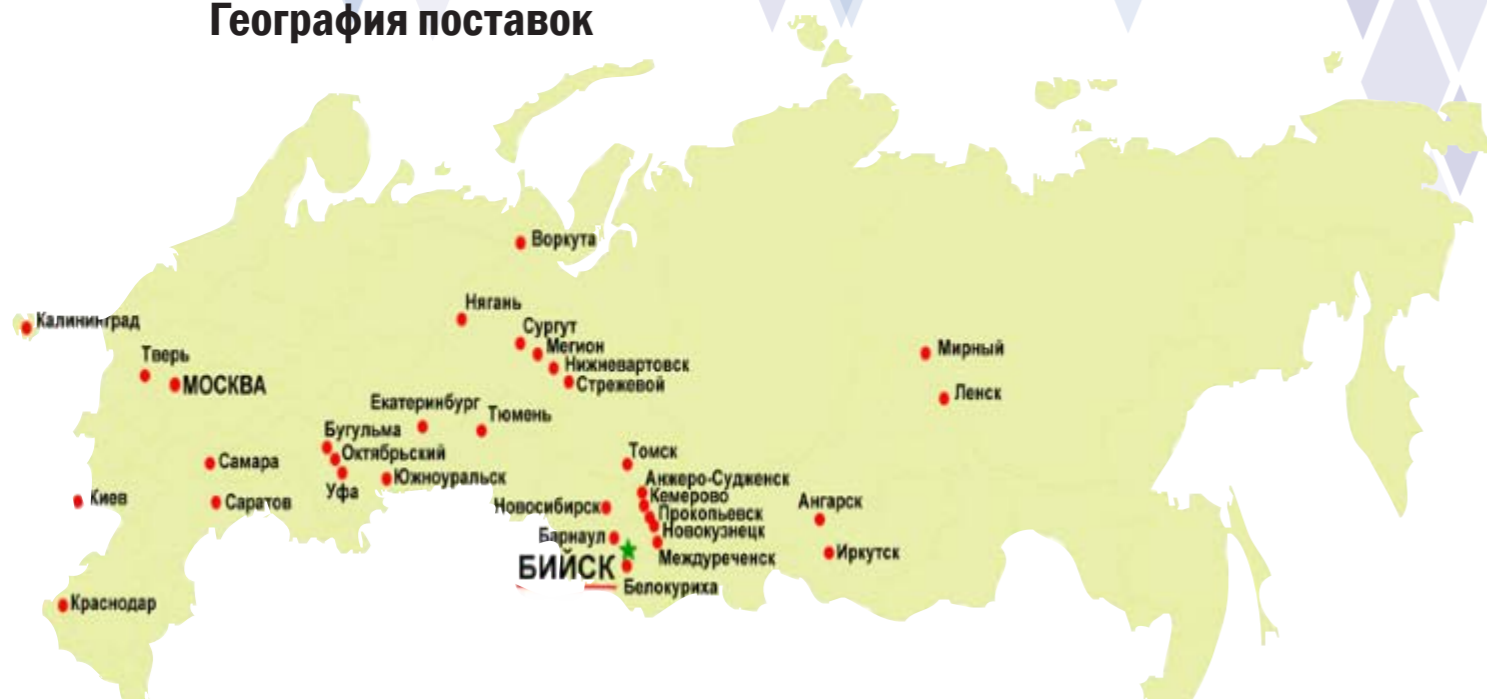 География поставок
Воркута
Нягань
Калининград
Сургут
Мегион
Нижневартовск
Стрежевой
Мирный
Тверь
МОСКВА
Ленск
Екатеринбург
Тюмень
Бугульма
Октябрьский
Уфа
Южноуральск
Самара
Саратов
Киев
Томск
Анжеро-Судженск
Кемерово
Прокопьевск
Новокузнецк
Междуреченск
Новосибирск
Барнаул
БИЙСК
Белокуриха
Ангарск
Иркутск
Краснодар